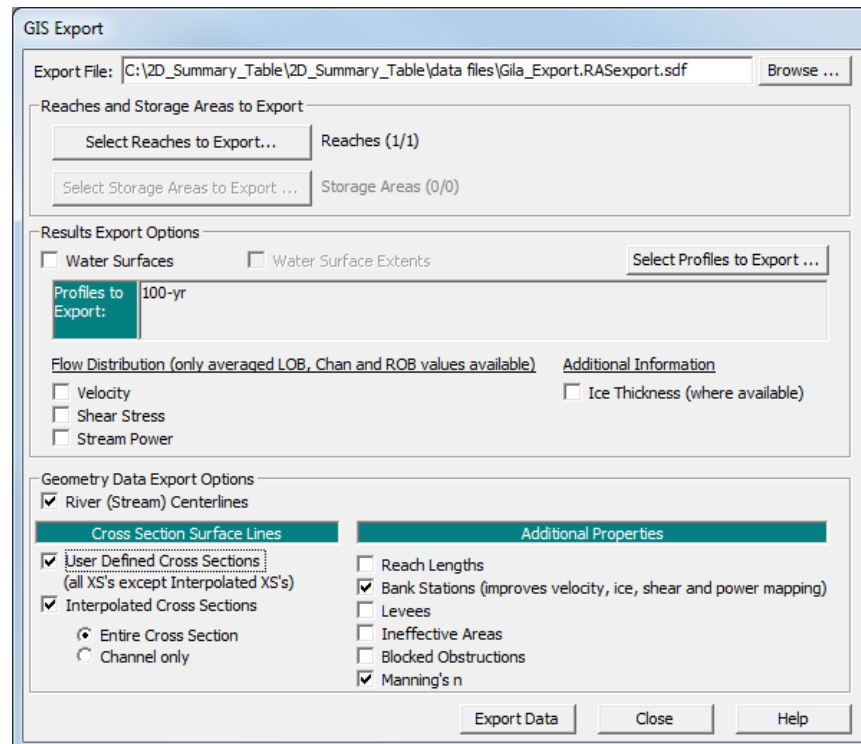 GIS Export
Export File: C:\2D_Summary_Table\2D_Summary_Table\data files\Gila_Export.RASexport.sdf Browse ...
Reaches and Storage Areas to Export
Select Reaches to Export... Reaches (1/1)
Select Storage Areas to Export ... Storage Areas (0/0)
Results Export Options
Water Surfaces Water Surface Extents Select Profiles to Export ...
Profiles to Export: 100-yr
Flow Distribution (only averaged LOB, Chan and ROB values available) Additional Information
Velocity Ice Thickness (where available)
Shear Stress
Stream Power
Geometry Data Export Options
River (Stream) Centerlines
Cross Section Surface Lines Additional Properties
User Defined Cross Sections Reach Lengths
(all XS's except Interpolated XS's) Bank Stations (improves velocity, ice, shear and power mapping)
Interpolated Cross Sections Levees
Entire Cross Section Ineffective Areas
Channel only Blocked Obstructions
Manning's n
Export Data Close Help